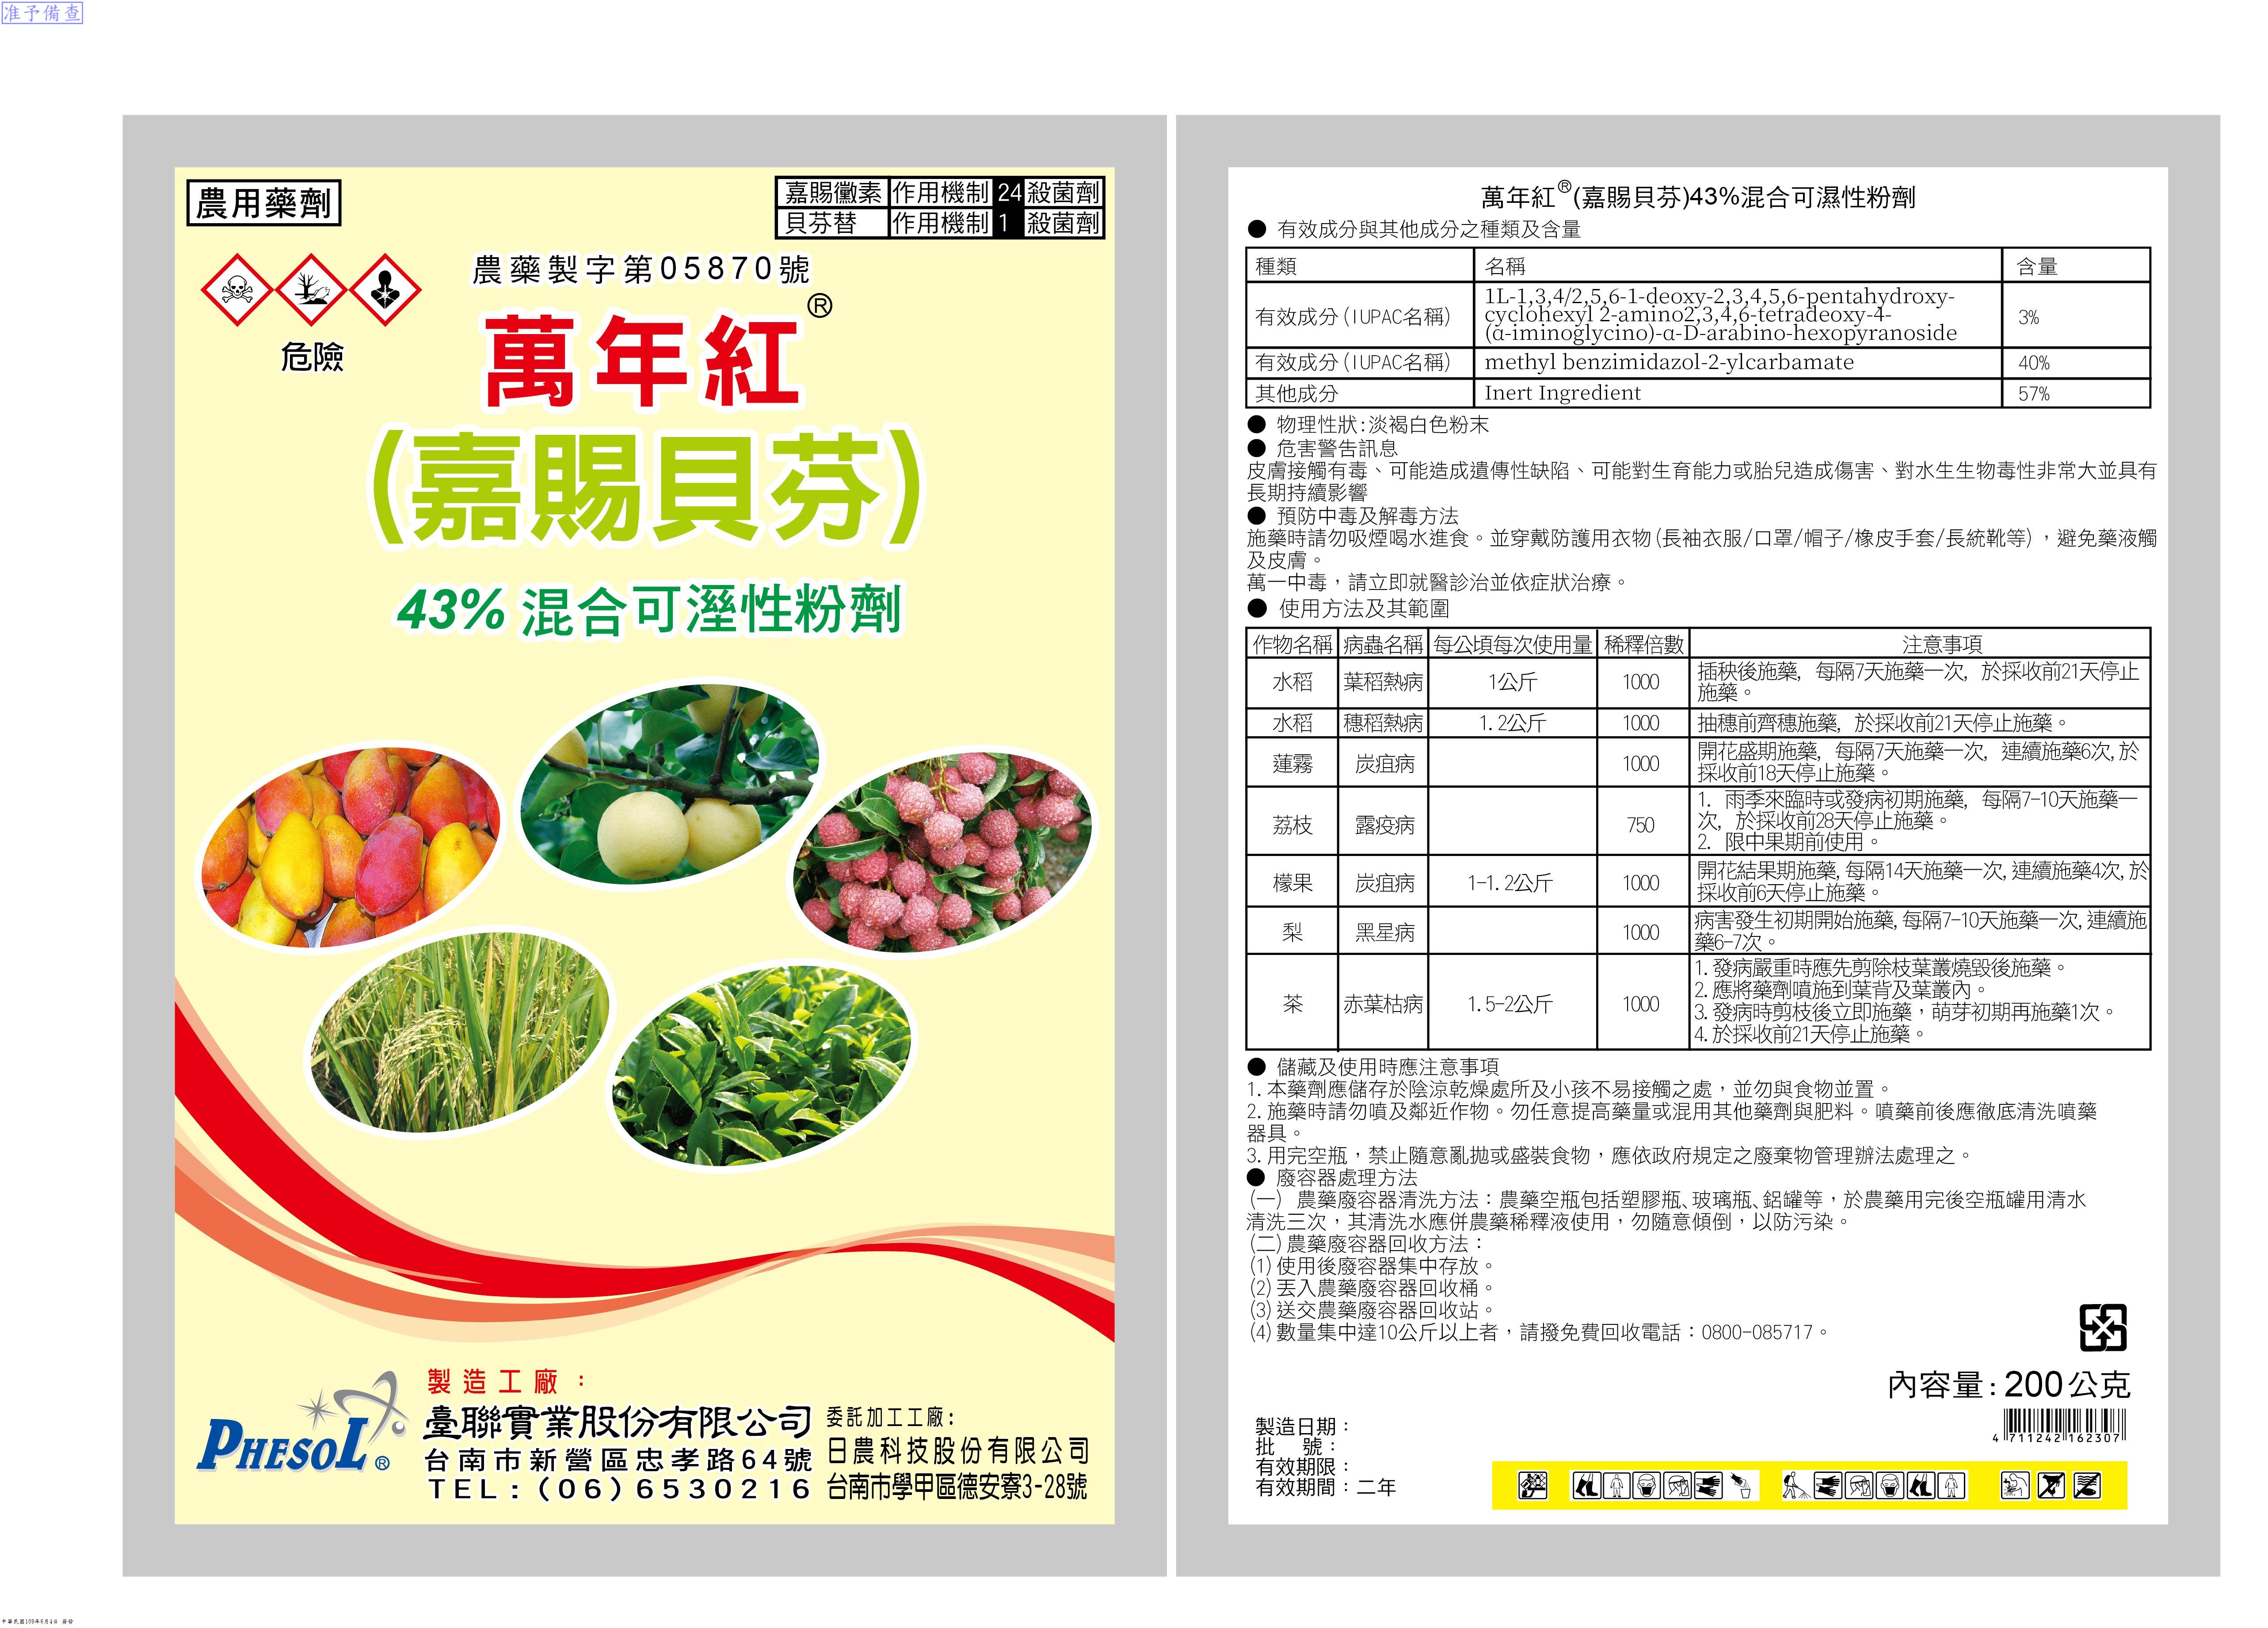 准予備查
農用藥劑
嘉賜黴素 作用機制 24 殺菌劑
貝芬替 作用機制 1 殺菌劑
農藥製字第05870號
危險
萬年紅®
(嘉賜貝芬)
43% 混合可溼性粉劑
製造工廠：
PHESOL®
臺聯實業股份有限公司
台南市新營區忠孝路64號
TEL:(06)6530216
委託加工工廠:
日農科技股份有限公司
台南市學甲區德安寮3-28號
萬年紅®(嘉賜貝芬)43%混合可濕性粉劑
● 有效成分與其他成分之種類及含量
種類 名稱 含量
有效成分(IUPAC名稱) 1L-1,3,4/2,5,6-1-deoxy-2,3,4,5,6-pentahydroxy-
cyclohexyl 2-amino2,3,4,6-tetradeoxy-4-
(α-iminoglycino)-α-D-arabino-hexopyranoside 3%
有效成分(IUPAC名稱) methyl benzimidazol-2-ylcarbamate 40%
其他成分 Inert Ingredient 57%
● 物理性狀:淡褐白色粉末
● 危害警告訊息
皮膚接觸有毒、可能造成遺傳性缺陷、可能對生育能力或胎兒造成傷害、對水生生物毒性非常大並具有
長期持續影響
● 預防中毒及解毒方法
施藥時請勿吸煙喝水進食。並穿戴防護用衣物(長袖衣服/口罩/帽子/橡皮手套/長統靴等)，避免藥液觸
及皮膚。
萬一中毒，請立即就醫診治並依症狀治療。
● 使用方法及其範圍
作物名稱 病蟲名稱 每公頃每次使用量 稀釋倍數 注意事項
水稻 葉稻熱病 1公斤 1000 插秧後施藥, 每隔7天施藥一次, 於採收前21天停止
施藥。
水稻 穗稻熱病 1.2公斤 1000 抽穗前齊穗施藥, 於採收前21天停止施藥。
蓮霧 炭疽病 1000 開花盛期施藥, 每隔7天施藥一次, 連續施藥6次,於
採收前18天停止施藥。
荔枝 露疫病 750 1. 雨季來臨時或發病初期施藥, 每隔7-10天施藥一
次, 於採收前28天停止施藥。
2. 限中果期前使用。
檬果 炭疽病 1-1.2公斤 1000 開花結果期施藥,每隔14天施藥一次,連續施藥4次,於
採收前6天停止施藥。
梨 黑星病 1000 病害發生初期開始施藥,每隔7-10天施藥一次,連續施
藥6-7次。
茶 赤葉枯病 1.5-2公斤 1000 1.發病嚴重時應先剪除枝葉叢燒毀後施藥。
2.應將藥劑噴施到葉背及葉叢內。
3.發病時剪枝後立即施藥，萌芽初期再施藥1次。
4.於採收前21天停止施藥。
● 儲藏及使用時應注意事項
1.本藥劑應儲存於陰涼乾燥處所及小孩不易接觸之處，並勿與食物並置。
2.施藥時請勿噴及鄰近作物。勿任意提高藥量或混用其他藥劑與肥料。噴藥前後應徹底清洗噴藥
器具。
3.用完空瓶，禁止隨意亂拋或盛裝食物，應依政府規定之廢棄物管理辦法處理之。
● 廢容器處理方法
(一) 農藥廢容器清洗方法：農藥空瓶包括塑膠瓶、玻璃瓶、鋁罐等，於農藥用完後空瓶罐用清水
清洗三次，其清洗水應併農藥稀釋液使用，勿隨意傾倒，以防污染。
(二)農藥廢容器回收方法：
(1)使用後廢容器集中存放。
(2)丟入農藥廢容器回收桶。
(3)送交農藥廢容器回收站。
(4)數量集中達10公斤以上者，請撥免費回收電話：0800-085717。
內容量:200公克
4 711242 162307
製造日期：
批 號：
有效期限：
有效期間：二年
中華民國109年6月4日 簽發